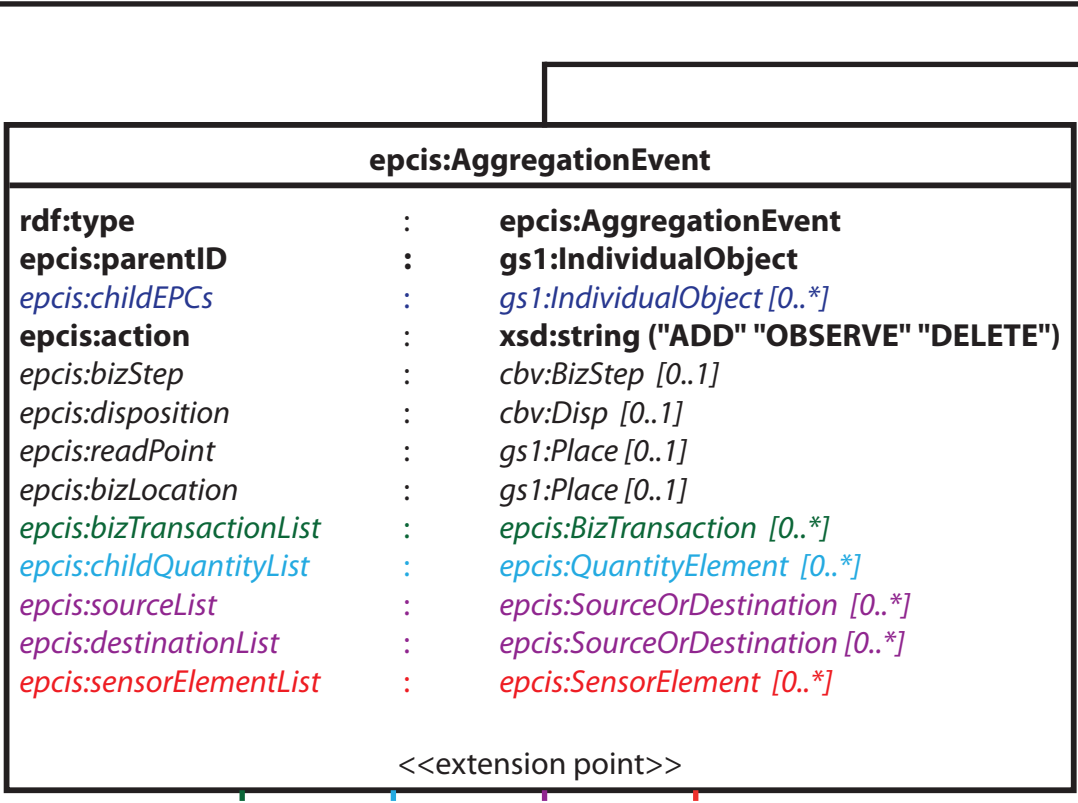 epcis:AggregationEvent
rdf:type : epcis:AggregationEvent
epcis:parentID : gs1:IndividualObject
epcis:childEPCs : gs1:IndividualObject [0..*]
epcis:action : xsd:string ("ADD" "OBSERVE" "DELETE")
epcis:bizStep : cbv:BizStep [0..1]
epcis:disposition : cbv:Disp [0..1]
epcis:readPoint : gs1:Place [0..1]
epcis:bizLocation : gs1:Place [0..1]
epcis:bizTransactionList : epcis:BizTransaction [0..*]
epcis:childQuantityList : epcis:QuantityElement [0..*]
epcis:sourceList : epcis:SourceOrDestination [0..*]
epcis:destinationList : epcis:SourceOrDestination [0..*]
epcis:sensorElementList : epcis:SensorElement [0..*]
<<extension point>>